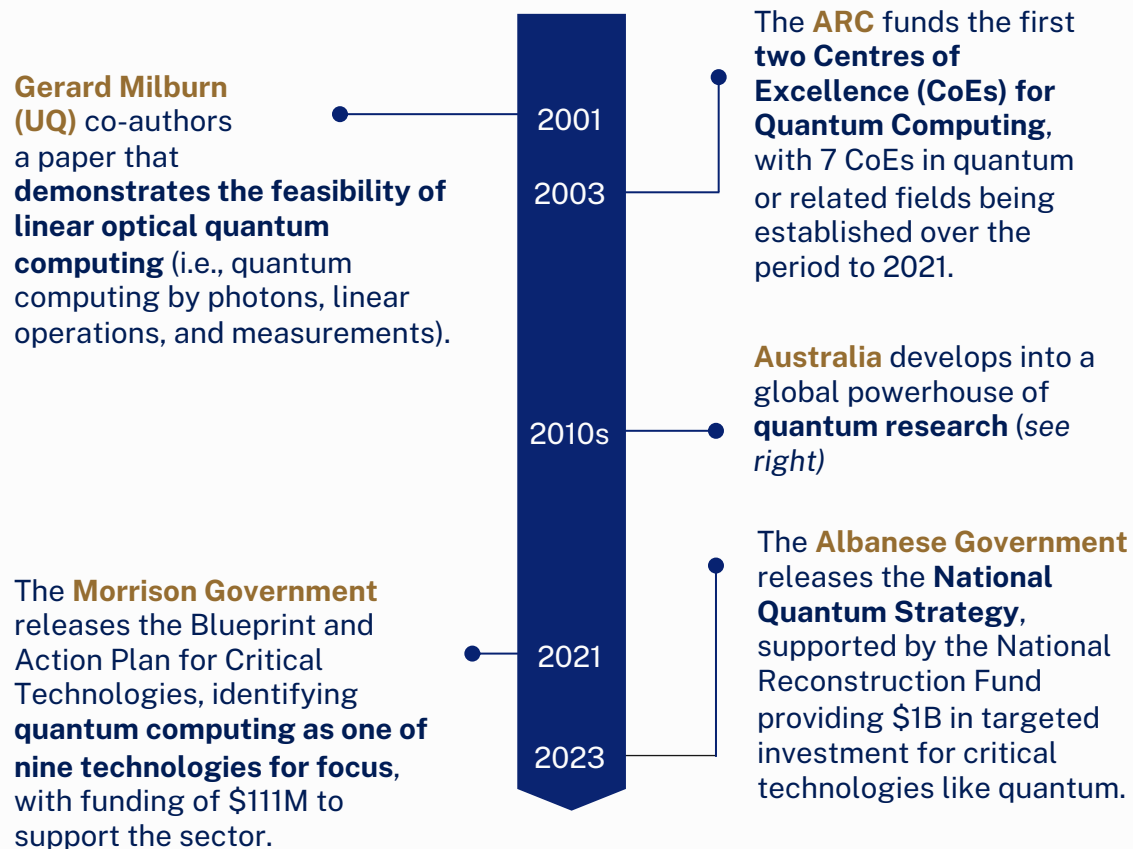 Gerard Milburn
(UQ) co-authors
a paper that
demonstrates the feasibility of
linear optical quantum
computing (i.e., quantum
computing by photons, linear
operations, and measurements).
2001
The ARC funds the first
two Centres of
Excellence (CoEs) for
Quantum Computing,
with 7 CoEs in quantum
or related fields being
established over the
period to 2021.
2003
Australia develops into a
global powerhouse of
quantum research (see
right)
2010s
The Morrison Government
releases the Blueprint and
Action Plan for Critical
Technologies, identifying
quantum computing as one of
nine technologies for focus,
with funding of $111M to
support the sector.
2021
The Albanese Government
releases the National
Quantum Strategy,
supported by the National
Reconstruction Fund
providing $1B in targeted
investment for critical
technologies like quantum.
2023